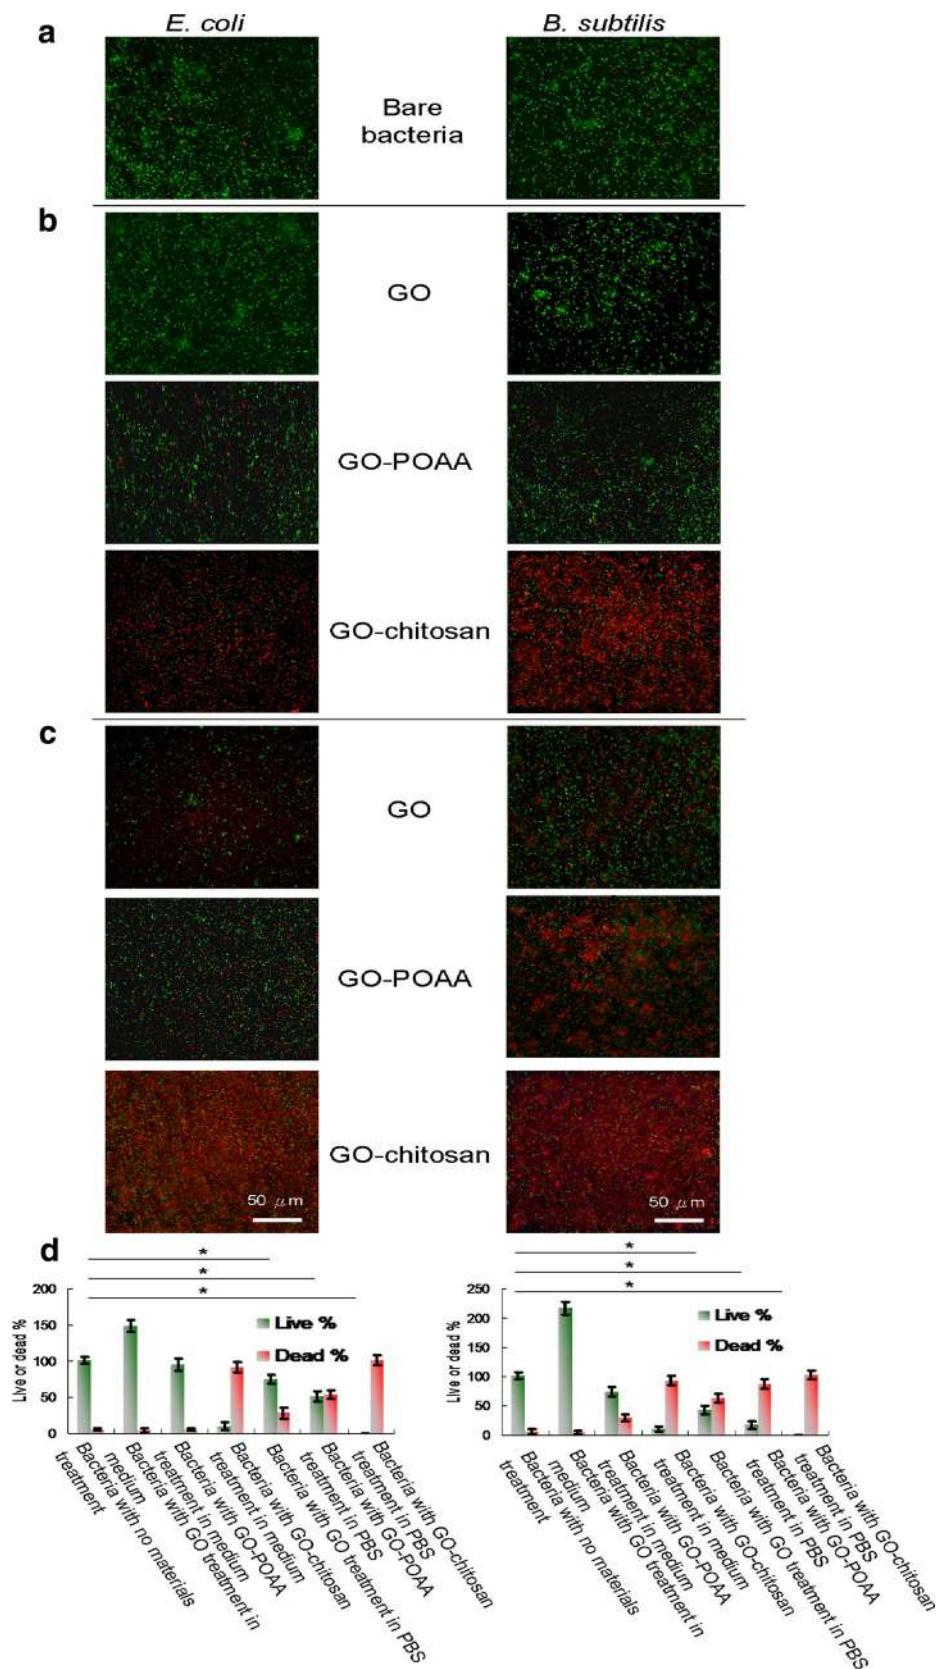 a
E. coli
B. subtilis
Bare
bacteria
b
GO
GO-POAA
GO-chitosan
c
GO
GO-POAA
GO-chitosan
50 μm
50 μm
d
*
*
*
Live or dead %
200
150
100
50
0
Live %
Dead %
Bacteria with no materials
treatment
Bacteria with GO treatment in
medium
Bacteria with GO-POAA
treatment in medium
Bacteria with GO-chitosan
treatment in medium
Bacteria with GO treatment in PBS
Bacteria with GO-POAA
treatment in PBS
Bacteria with GO-chitosan
treatment in PBS
*
*
*
Live or dead %
250
200
150
100
50
0
Live %
Dead %
Bacteria with no materials
treatment
Bacteria with GO treatment in
medium
Bacteria with GO-POAA
treatment in medium
Bacteria with GO-chitosan
treatment in medium
Bacteria with GO treatment in PBS
Bacteria with GO-POAA
treatment in PBS
Bacteria with GO-chitosan
treatment in PBS